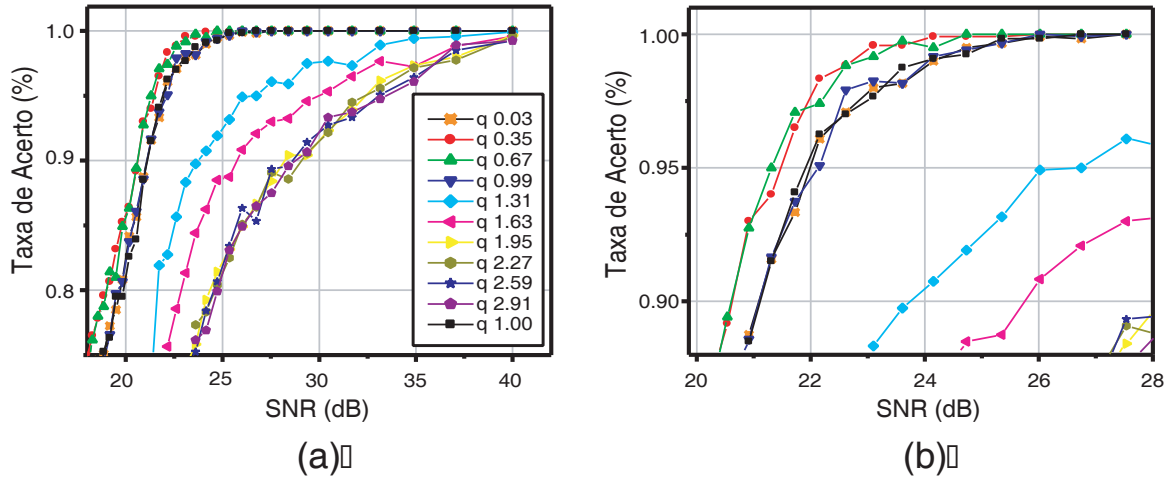 Taxa de Acerto (%)
1.0
0.9
0.8
q 0.03
q 0.35
q 0.67
q 0.99
q 1.31
q 1.63
q 1.95
q 2.27
q 2.59
q 2.91
q 1.00
20
25
30
35
40
SNR (dB)
(a)
Taxa de Acerto (%)
1.00
0.95
0.90
20
22
24
26
28
SNR (dB)
(b)